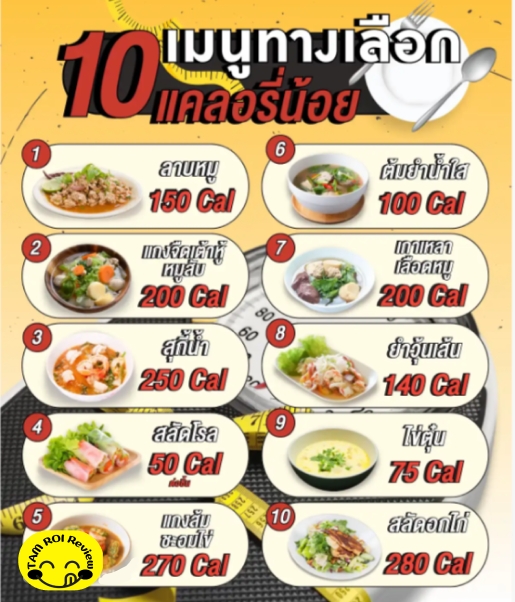 10 เมนูทางเลือก
แคลอรี่น้อย
1
ลาบหมู
150 Cal
2
แกงจืดเต้าหู้
หมูสับ
200 Cal
3
สุกี้น้ำ
250 Cal
4
สลัดโรล
50 Cal
ต่อชิ้น
5
แกงส้ม
ชะอมไข่
270 Cal
6
ต้มยำน้ำใส
100 Cal
7
เกาเหลา
เลือดหมู
200 Cal
8
ยำวุ้นเส้น
140 Cal
9
ไข่ตุ๋น
75 Cal
10
สลัดอกไก่
280 Cal
TAM ROI Review
80
60